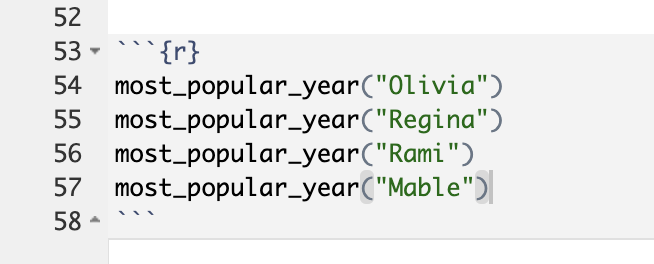 52
53 ```{r}
54 most_popular_year("Olivia")
55 most_popular_year("Regina")
56 most_popular_year("Rami")
57 most_popular_year("Mable")
58 ```